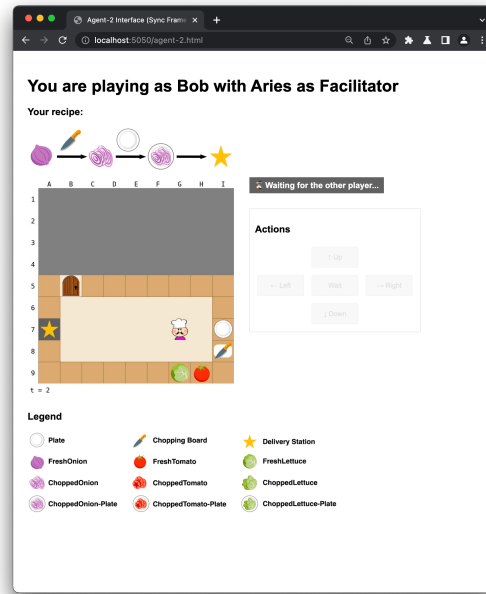 Agent-2 Interface (Sync Frame
localhost:5050/agent-2.html
You are playing as Bob with Aries as Facilitator
Your recipe:
A B C D E F G H I
Waiting for the other player...
1
2
3
4
5
6
7
8
9
t = 2
Actions
↑ Up
← Left
Wait
→ Right
↓ Down
Legend
Plate
Chopping Board
Delivery Station
FreshOnion
FreshTomato
FreshLettuce
ChoppedOnion
ChoppedTomato
ChoppedLettuce
ChoppedOnion-Plate
ChoppedTomato-Plate
ChoppedLettuce-Plate